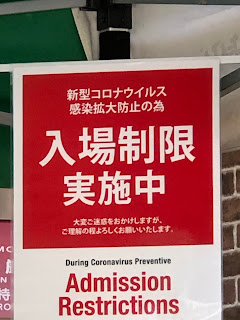 新型コロナウイルス
感染拡大防止の為
入場制限
実施中
大変ご迷惑をおかけしますが、
ご理解の程よろしくお願いいたします。
During Coronavirus Preventive
Admission
Restrictions